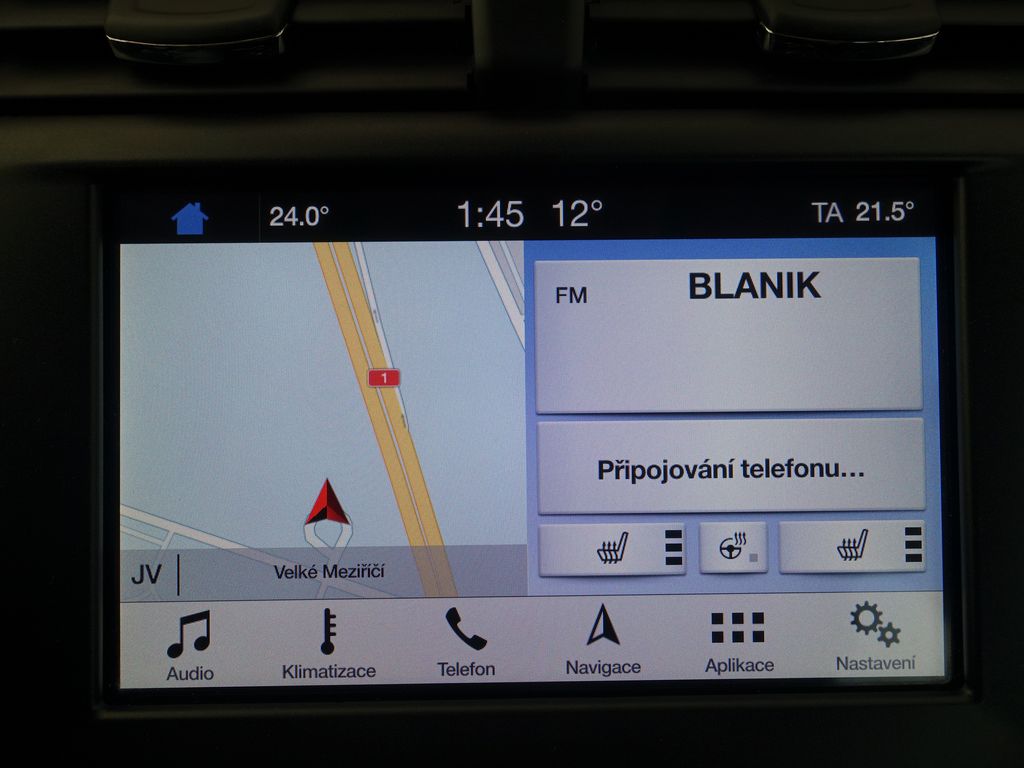 24.0°
1:45
12°
TA 21.5°
FM
BLANIK
1
Připojování telefonu...
JV
Velké Meziříčí
Audio
Klimatizace
Telefon
Navigace
Aplikace
Nastavení